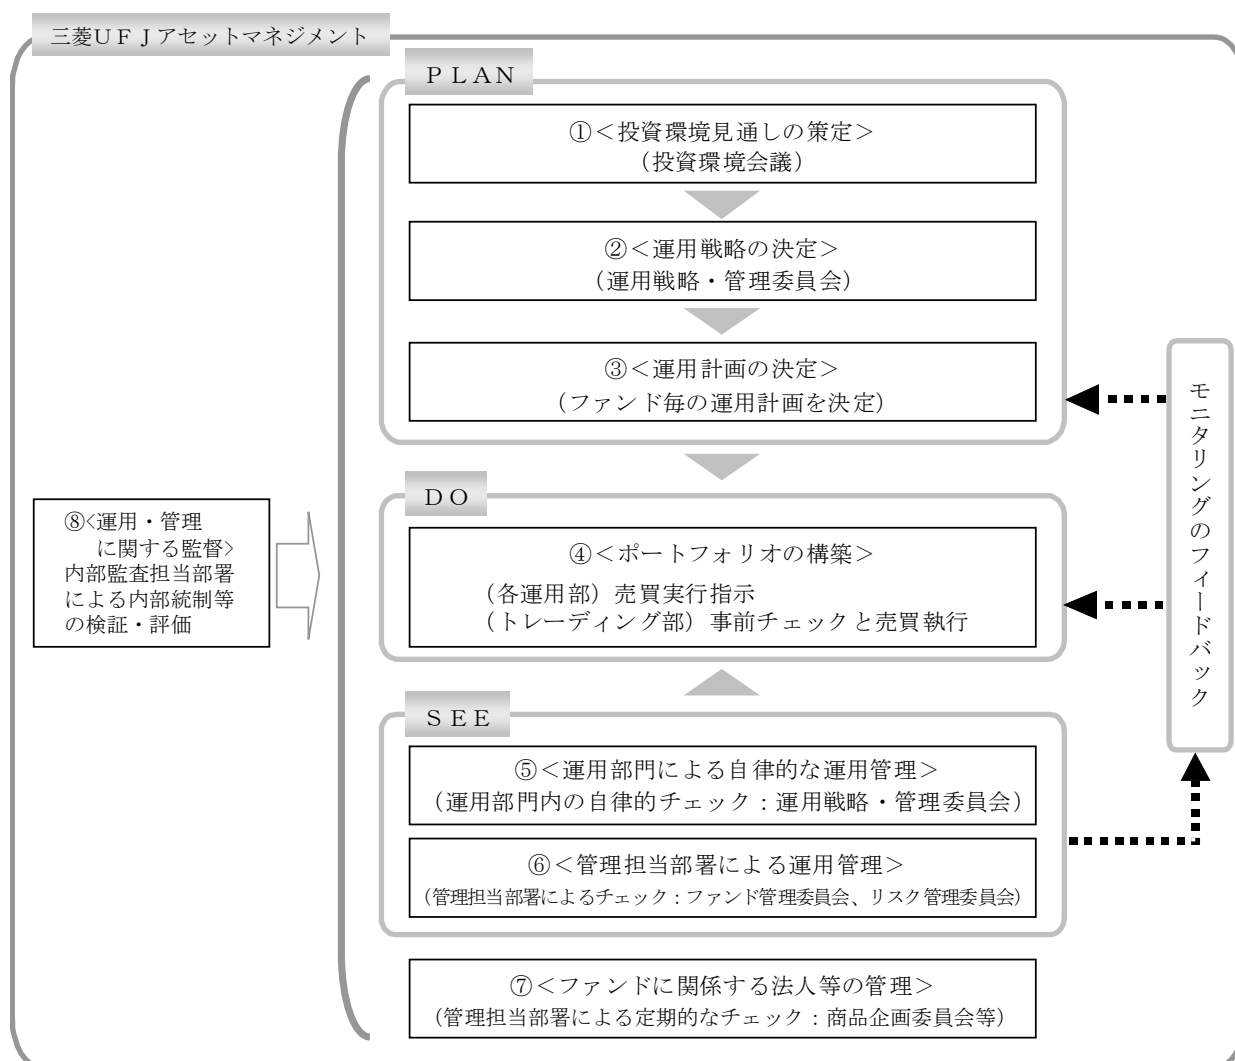 三菱ＵＦＪアセットマネジメント
ＰＬＡＮ
①＜投資環境見通しの策定＞
（投資環境会議）
②＜運用戦略の決定＞
（運用戦略・管理委員会）
③＜運用計画の決定＞
（ファンド毎の運用計画を決定）
ＤＯ
④＜ポートフォリオの構築＞
（各運用部）売買実行指示
（トレーディング部）事前チェックと売買執行
ＳＥＥ
⑤＜運用部門による自律的な運用管理＞
（運用部門内の自律的チェック：運用戦略・管理委員会）
⑥＜管理担当部署による運用管理＞
（管理担当部署によるチェック：ファンド管理委員会、リスク管理委員会）
⑦＜ファンドに関係する法人等の管理＞
（管理担当部署による定期的なチェック：商品企画委員会等）
⑧<運用・管理
に関する監督>
内部監査担当部署
による内部統制等
の検証・評価
モニタリングのフィードバック